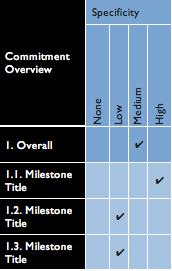 Specificity
Commitment
Overview
None
Low
Medium
High
1. Overall
✔
1.1. Milestone
Title
✔
1.2. Milestone
Title
✔
1.3. Milestone
Title
✔